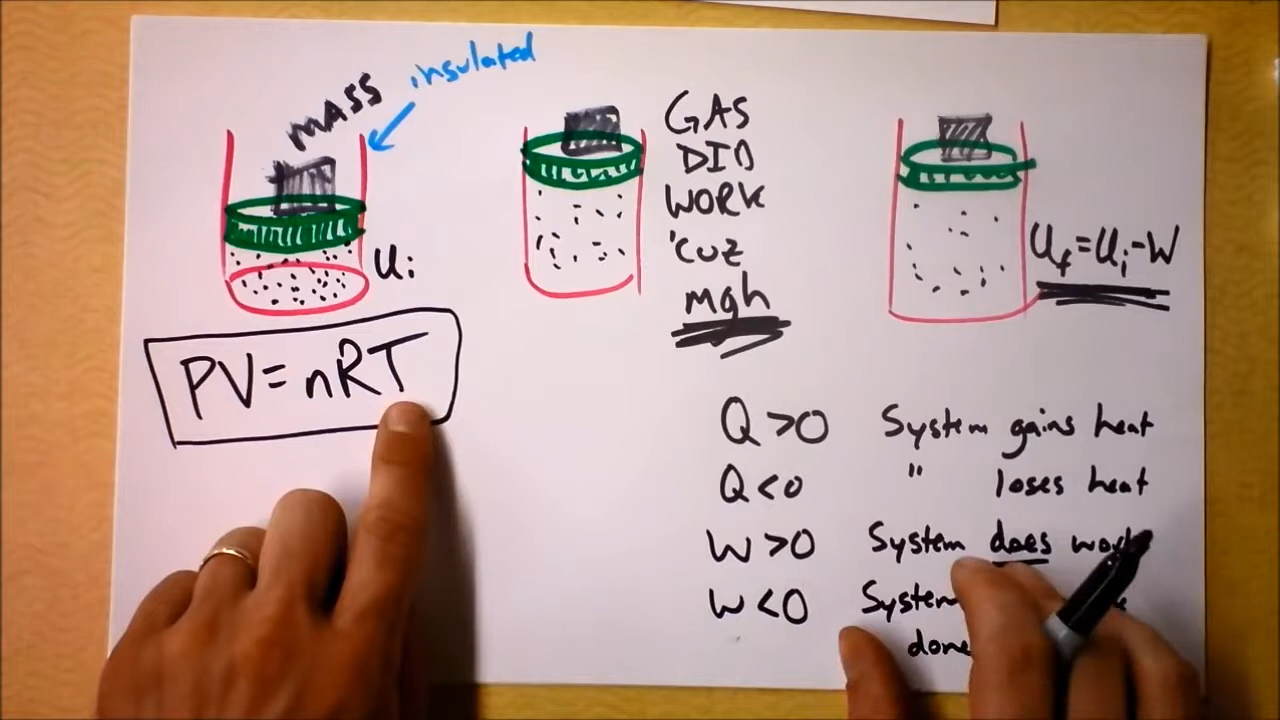 MASS
insulated
Ui
PV=nRT
GAS
DID
WORK
'cuz
mgh
Uf=Ui-W
Q>0 System gains heat
Q<0 " loses heat
W>0 System does work
W<0 System
done